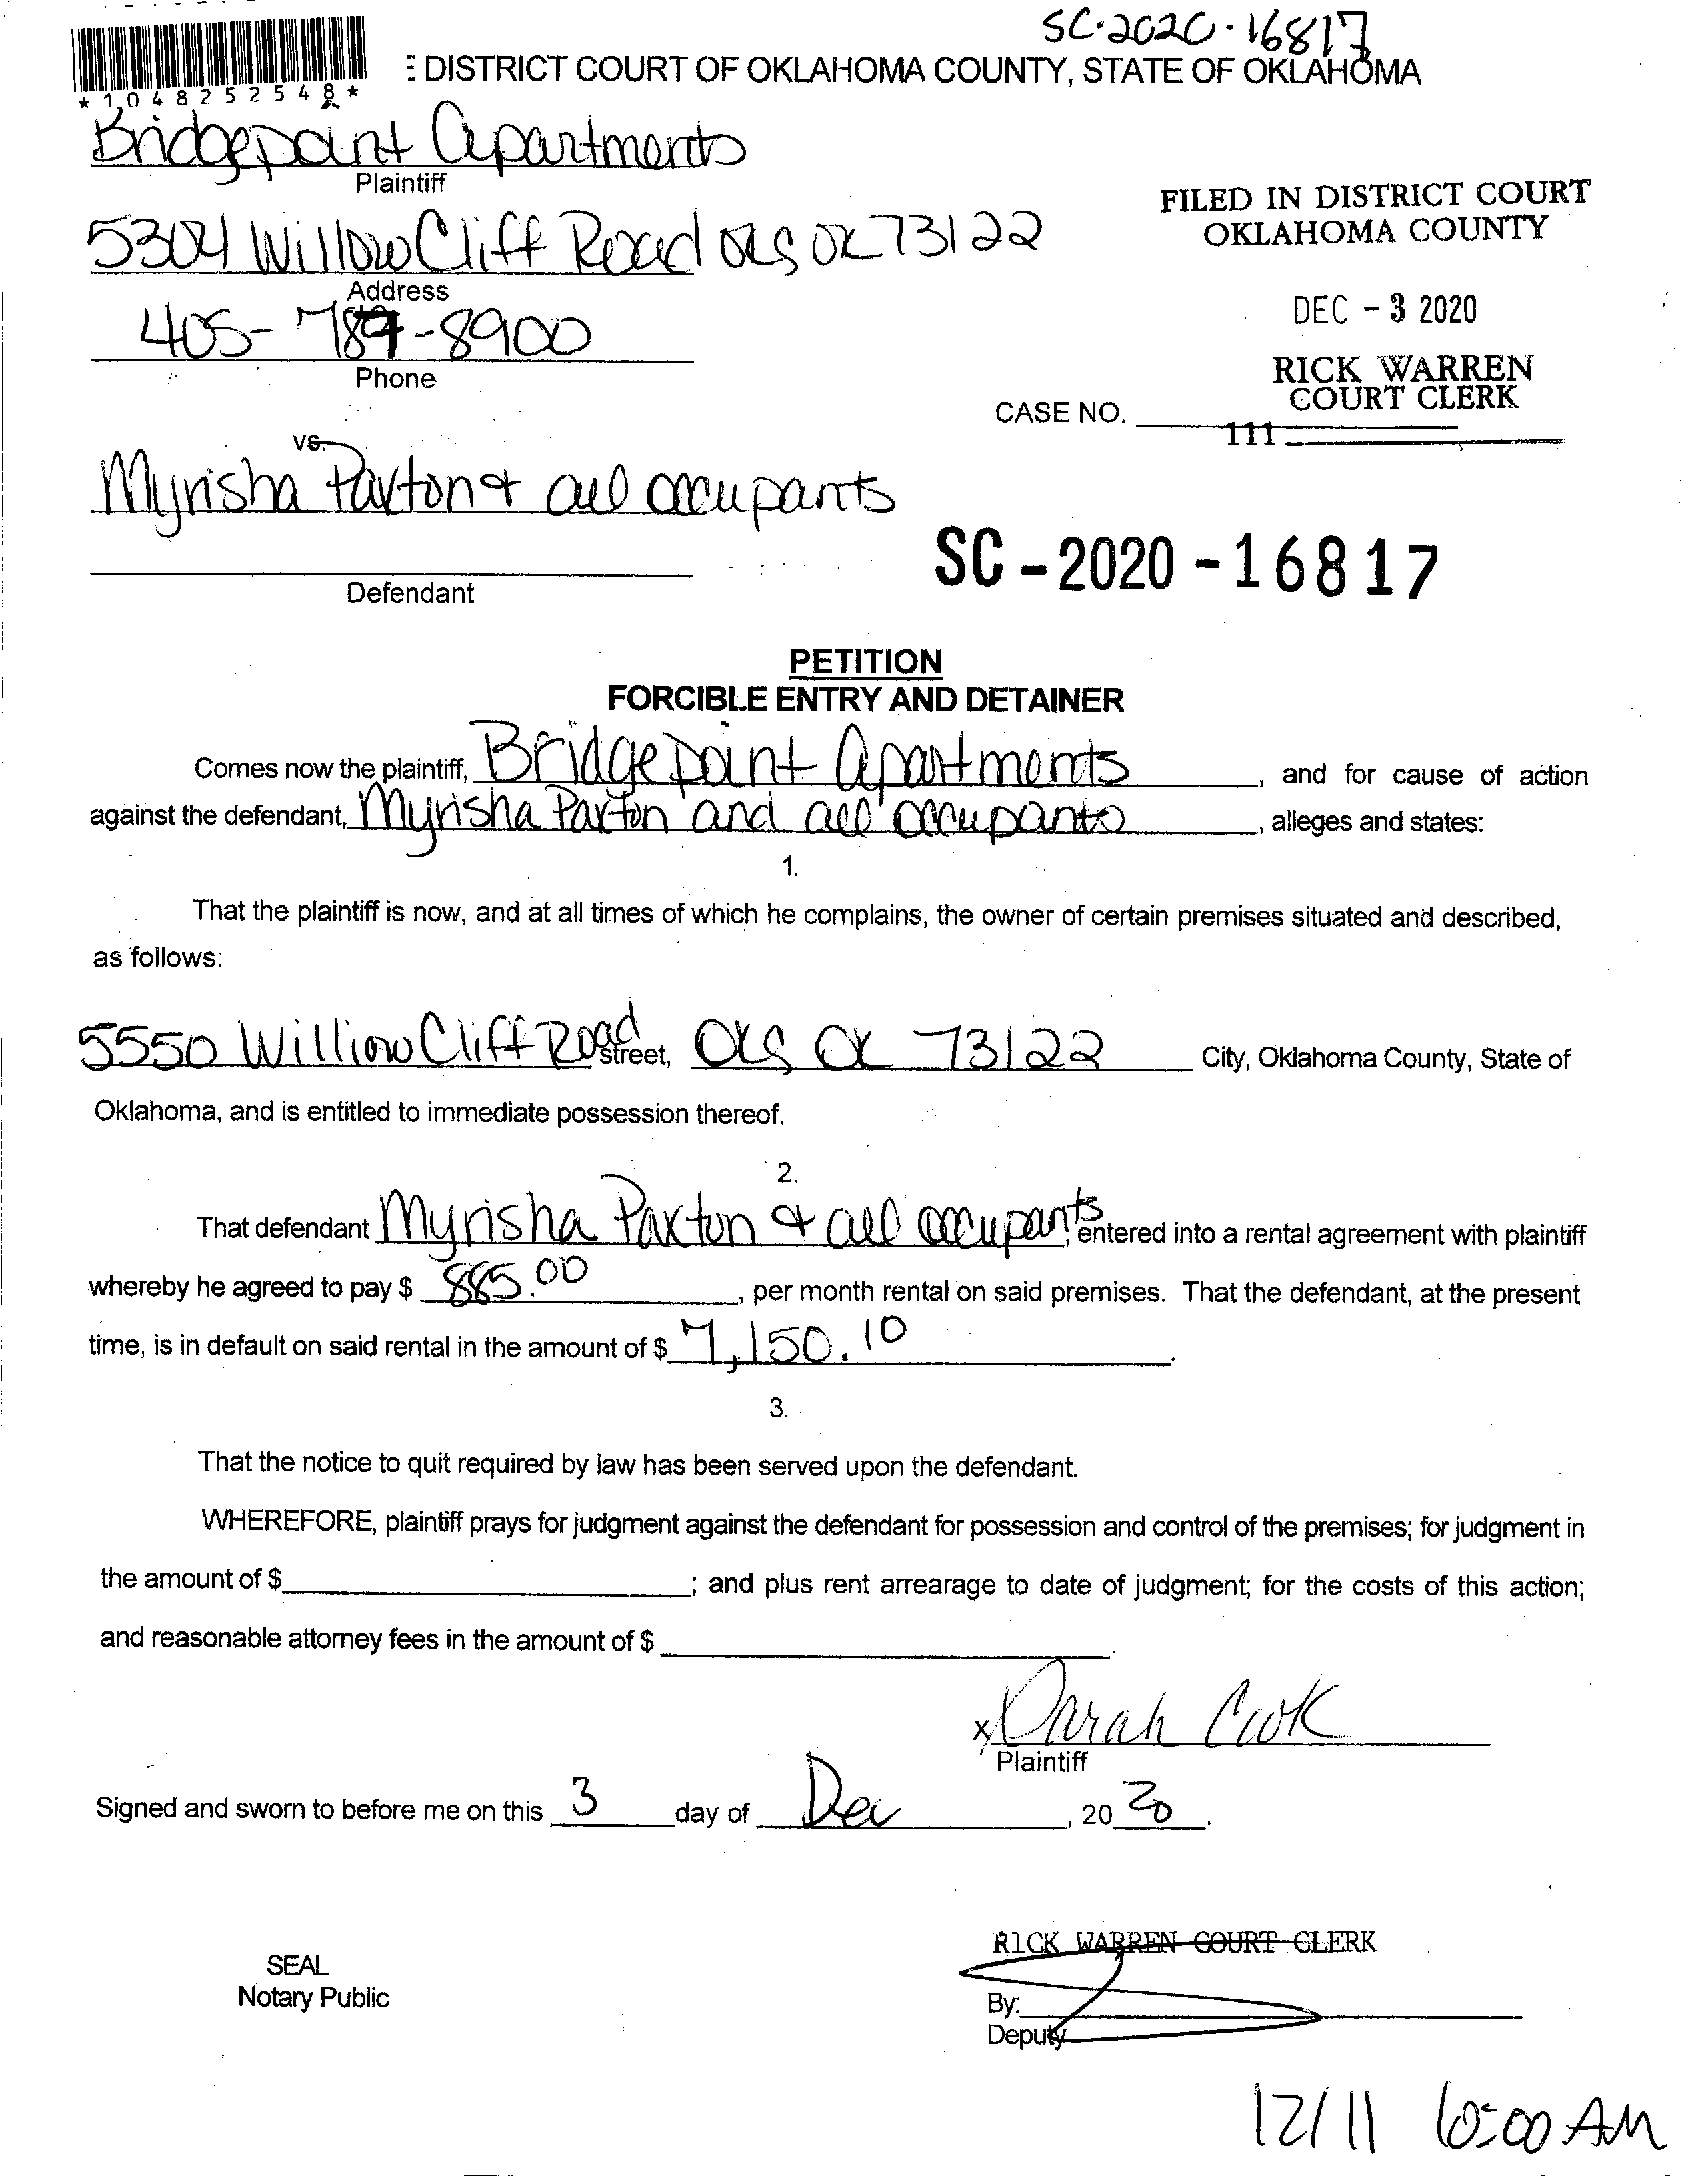 SC-2020-16817
E DISTRICT COURT OF OKLAHOMA COUNTY, STATE OF OKLAHOMA
* 1 0 4 8 2 5 2 5 4 8 *
Bridgepoint Apartments
Plaintiff
FILED IN DISTRICT COURT
OKLAHOMA COUNTY
5304 Willow Cliff Road OKC OK 73122
Address
DEC - 3 2020
405-789-8900
Phone
RICK WARREN
COURT CLERK
CASE NO.
111
vs.
Myrisha Paxton & all occupants
SC - 2020 - 16817
Defendant
PETITION
FORCIBLE ENTRY AND DETAINER
Comes now the plaintiff, Bridgepoint Apartments, and for cause of action
against the defendant, Myrisha Paxton and all occupants, alleges and states:
1.
That the plaintiff is now, and at all times of which he complains, the owner of certain premises situated and described,
as follows:
5550 Williow Cliff Road Street, OKC OK 73122 City, Oklahoma County, State of
Oklahoma, and is entitled to immediate possession thereof.
2.
That defendant Myrisha Paxton & all occupants, entered into a rental agreement with plaintiff
whereby he agreed to pay $ 885.00, per month rental on said premises. That the defendant, at the present
time, is in default on said rental in the amount of $ 7,150.10.
3.
That the notice to quit required by law has been served upon the defendant.
WHEREFORE, plaintiff prays for judgment against the defendant for possession and control of the premises; for judgment in
the amount of $ ; and plus rent arrearage to date of judgment; for the costs of this action;
and reasonable attorney fees in the amount of $ .
x Sarah Cook
Plaintiff
Signed and sworn to before me on this 3 day of Dec, 20 20.
RICK WARREN COURT CLERK
SEAL
Notary Public
By:
Deputy
12/11 10:00 AM